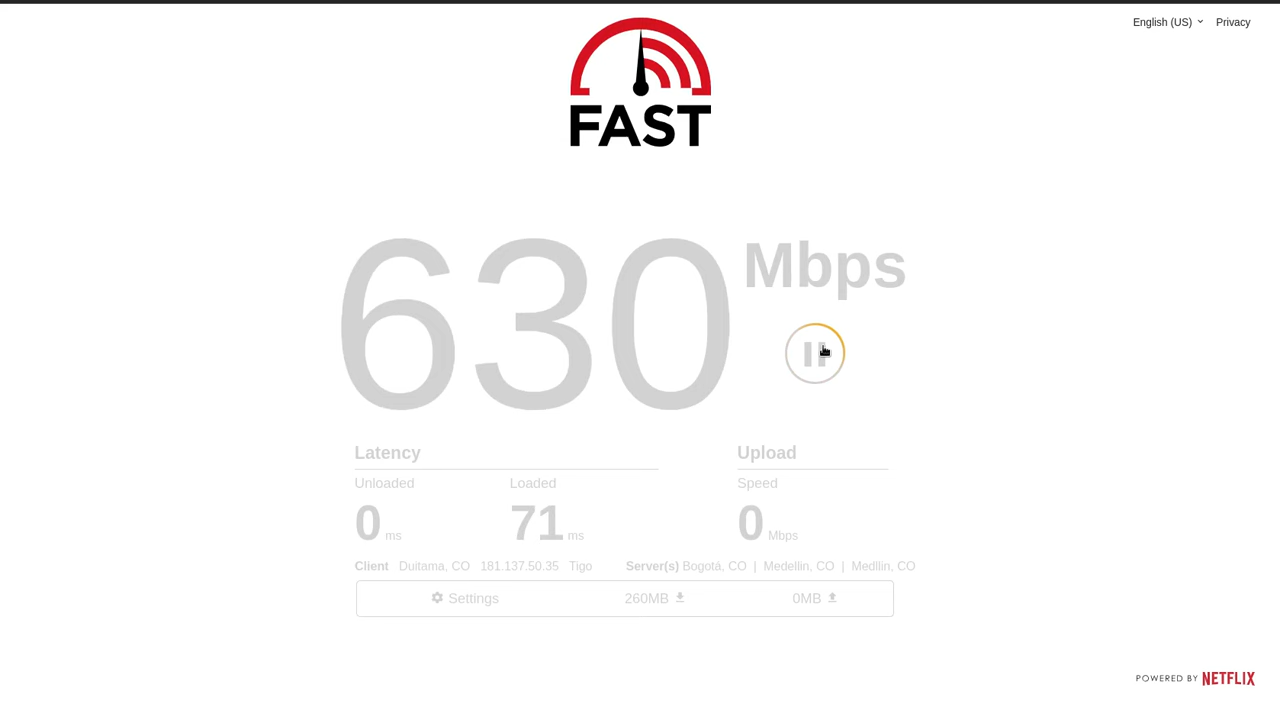 English (US) Privacy
FAST
630 Mbps
Latency Upload
Unloaded Loaded Speed
0 ms 71 ms 0 Mbps
Client Duitama, CO 181.137.50.35 Tigo Server(s) Bogotá, CO | Medellin, CO | Medllin, CO
Settings 260MB 0MB
POWERED BY NETFLIX